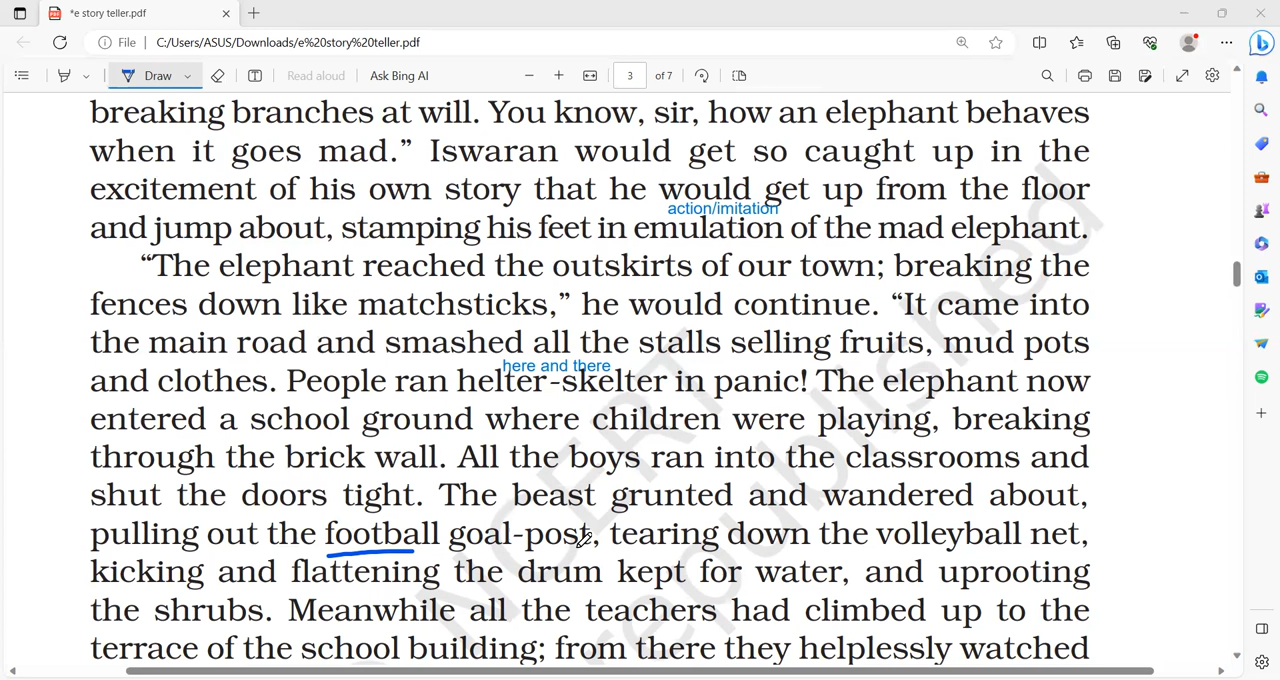 *e story teller.pdf
File
C:/Users/ASUS/Downloads/e%20story%20teller.pdf
Draw
Read aloud
Ask Bing AI
3
of 7
breaking branches at will. You know, sir, how an elephant behaves
when it goes mad.” Iswaran would get so caught up in the
excitement of his own story that he would get up from the floor
action/imitation
and jump about, stamping his feet in emulation of the mad elephant.
“The elephant reached the outskirts of our town; breaking the
fences down like matchsticks,” he would continue. “It came into
the main road and smashed all the stalls selling fruits, mud pots
here and there
and clothes. People ran helter-skelter in panic! The elephant now
entered a school ground where children were playing, breaking
through the brick wall. All the boys ran into the classrooms and
shut the doors tight. The beast grunted and wandered about,
pulling out the football goal-post, tearing down the volleyball net,
kicking and flattening the drum kept for water, and uprooting
the shrubs. Meanwhile all the teachers had climbed up to the
terrace of the school building; from there they helplessly watched
NCERT
republished